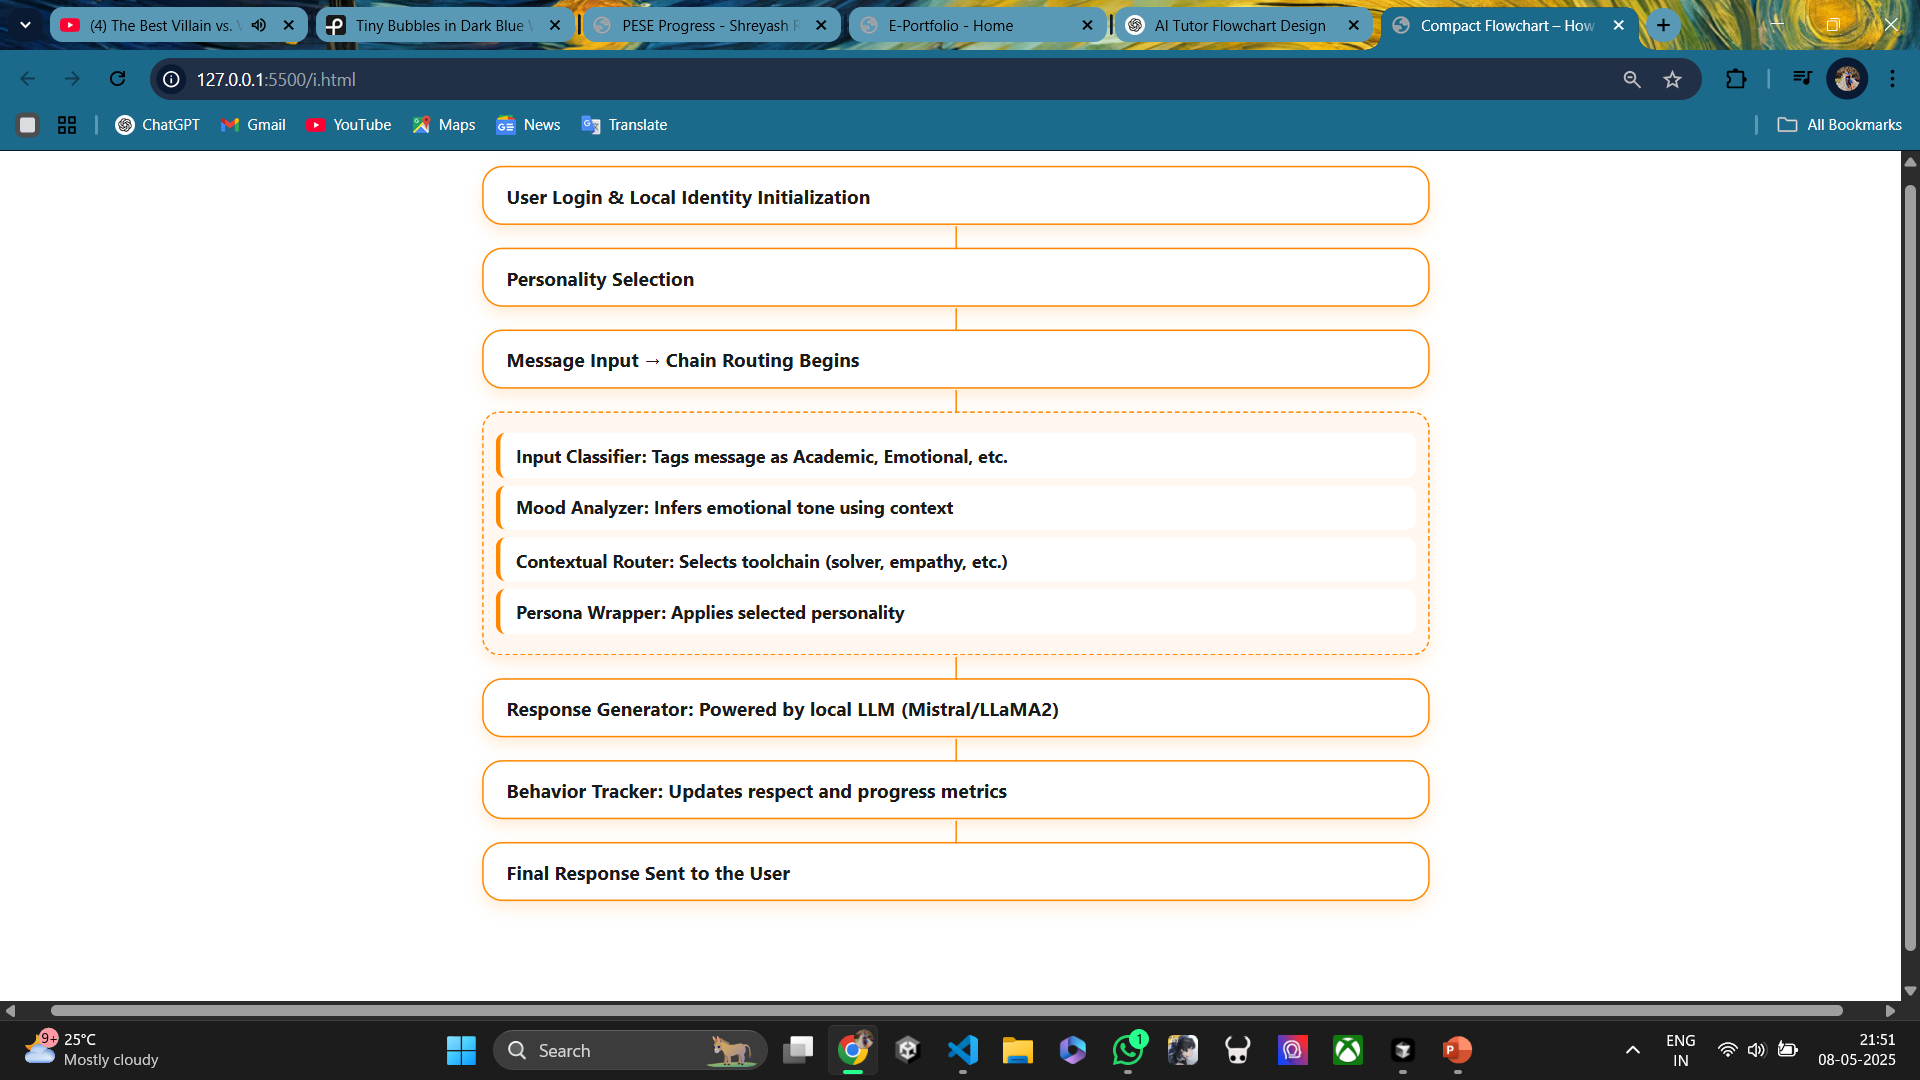 (4) The Best Villain vs.
Tiny Bubbles in Dark Blue
PESE Progress - Shreyash
E-Portfolio - Home
AI Tutor Flowchart Design
Compact Flowchart – How
127.0.0.1:5500/i.html
ChatGPT
Gmail
YouTube
Maps
News
Translate
All Bookmarks
User Login & Local Identity Initialization
Personality Selection
Message Input → Chain Routing Begins
Input Classifier: Tags message as Academic, Emotional, etc.
Mood Analyzer: Infers emotional tone using context
Contextual Router: Selects toolchain (solver, empathy, etc.)
Persona Wrapper: Applies selected personality
Response Generator: Powered by local LLM (Mistral/LLaMA2)
Behavior Tracker: Updates respect and progress metrics
Final Response Sent to the User
9+
25°C
Mostly cloudy
Search
1
ENG
IN
21:51
08-05-2025